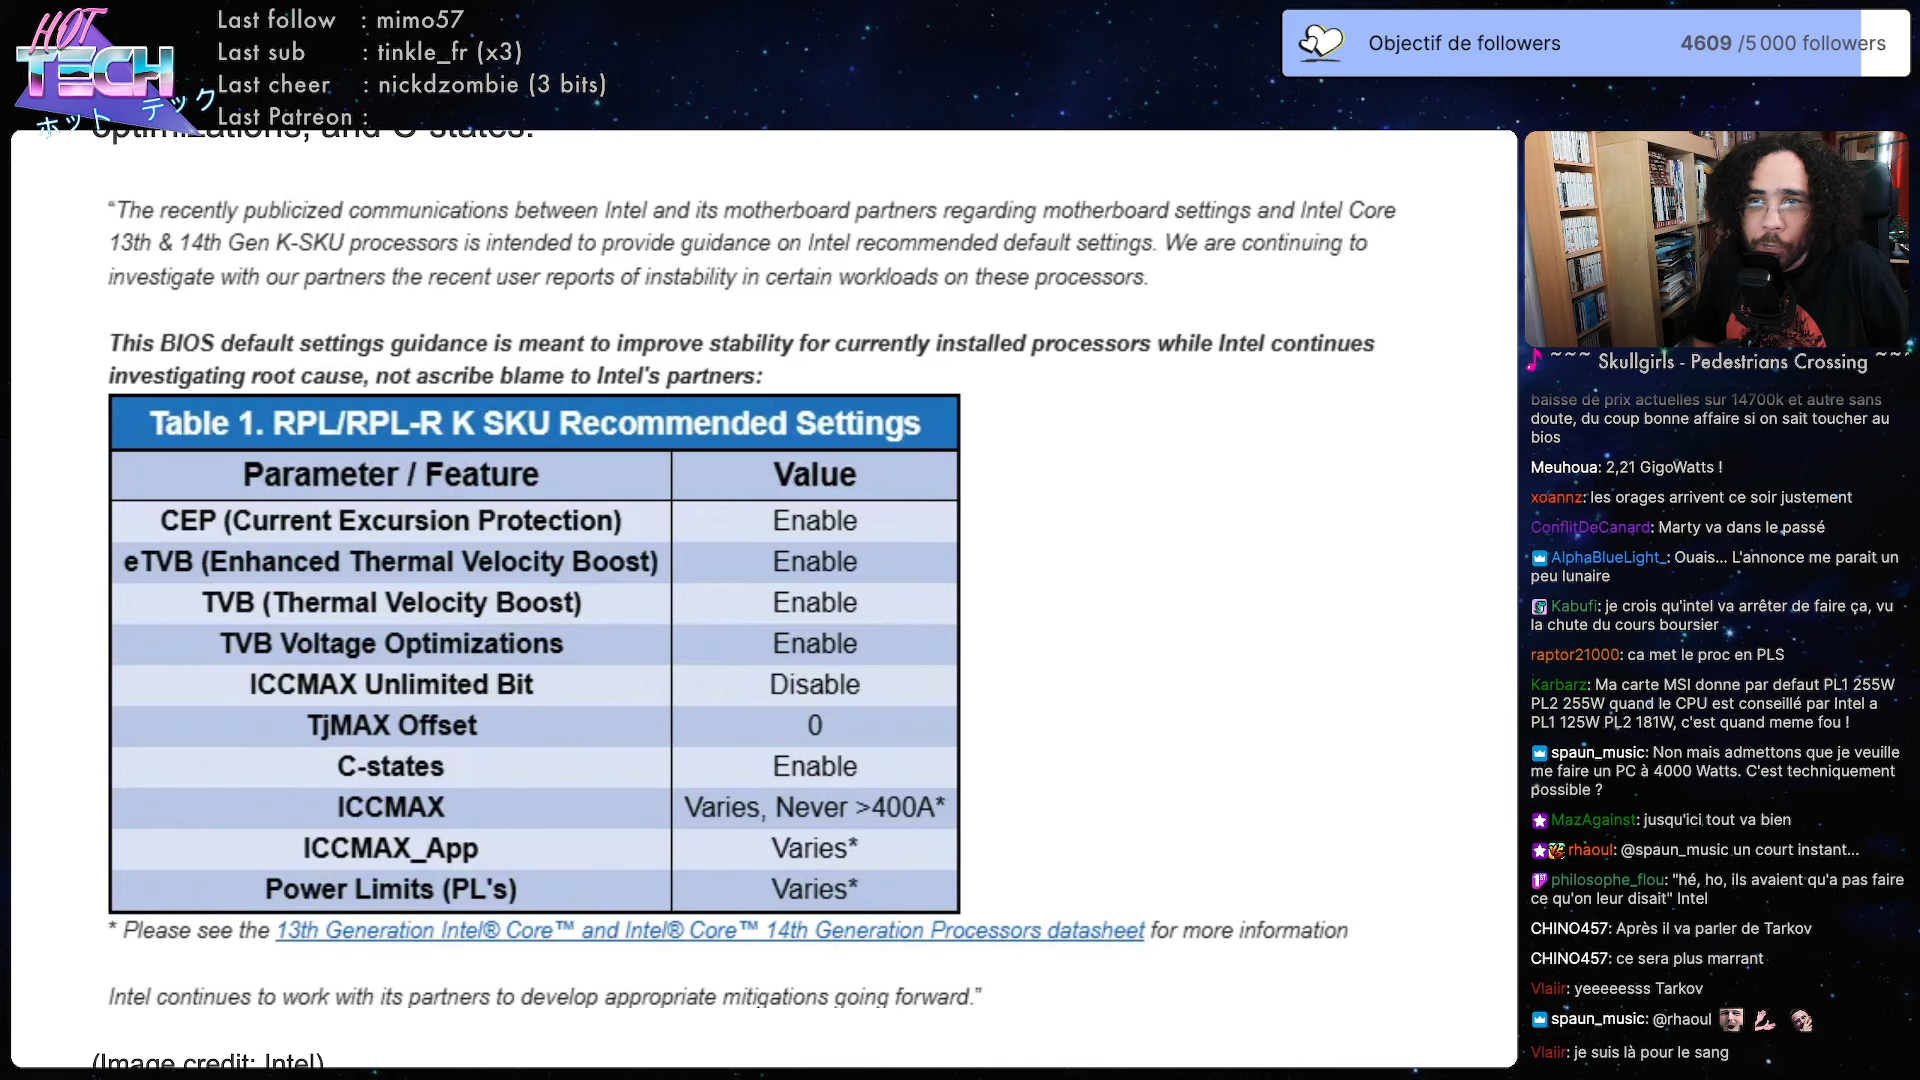 HOT
TECH
ホット テック
Last follow : mimo57
Last sub : tinkle_fr (x3)
Last cheer : nickdzombie (3 bits)
Last Patreon :
Objectif de followers 4609 /5 000 followers
optimizations, and C-states.
“The recently publicized communications between Intel and its motherboard partners regarding motherboard settings and Intel Core
13th & 14th Gen K-SKU processors is intended to provide guidance on Intel recommended default settings. We are continuing to
investigate with our partners the recent user reports of instability in certain workloads on these processors.
This BIOS default settings guidance is meant to improve stability for currently installed processors while Intel continues
investigating root cause, not ascribe blame to Intel's partners:
Table 1. RPL/RPL-R K SKU Recommended Settings
Parameter / Feature Value
CEP (Current Excursion Protection) Enable
eTVB (Enhanced Thermal Velocity Boost) Enable
TVB (Thermal Velocity Boost) Enable
TVB Voltage Optimizations Enable
ICCMAX Unlimited Bit Disable
TjMAX Offset 0
C-states Enable
ICCMAX Varies, Never >400A*
ICCMAX_App Varies*
Power Limits (PL's) Varies*
* Please see the 13th Generation Intel® Core™ and Intel® Core™ 14th Generation Processors datasheet for more information
Intel continues to work with its partners to develop appropriate mitigations going forward.”
(Image credit: Intel)
~~~ Skullgirls - Pedestrians Crossing ~~~
baisse de prix actuelles sur 14700k et autre sans
doute, du coup bonne affaire si on sait toucher au
bios
Meuhoua: 2,21 GigoWatts !
xoannz: les orages arrivent ce soir justement
ConflitDeCanard: Marty va dans le passé
AlphaBlueLight_: Ouais... L'annonce me parait un
peu lunaire
Kabufi: je crois qu'intel va arrêter de faire ça, vu
la chute du cours boursier
raptor21000: ca met le proc en PLS
Karbarz: Ma carte MSI donne par defaut PL1 255W
PL2 255W quand le CPU est conseillé par Intel a
PL1 125W PL2 181W, c'est quand meme fou !
spaun_music: Non mais admettons que je veuille
me faire un PC à 4000 Watts. C'est techniquement
possible ?
MazAgainst: jusqu'ici tout va bien
rhaoul: @spaun_music un court instant...
philosophe_flou: "hé, ho, ils avaient qu'a pas faire
ce qu'on leur disait" Intel
CHINO457: Après il va parler de Tarkov
CHINO457: ce sera plus marrant
Vlaiir: yeeeeesss Tarkov
spaun_music: @rhaoul
Vlaiir: je suis là pour le sang